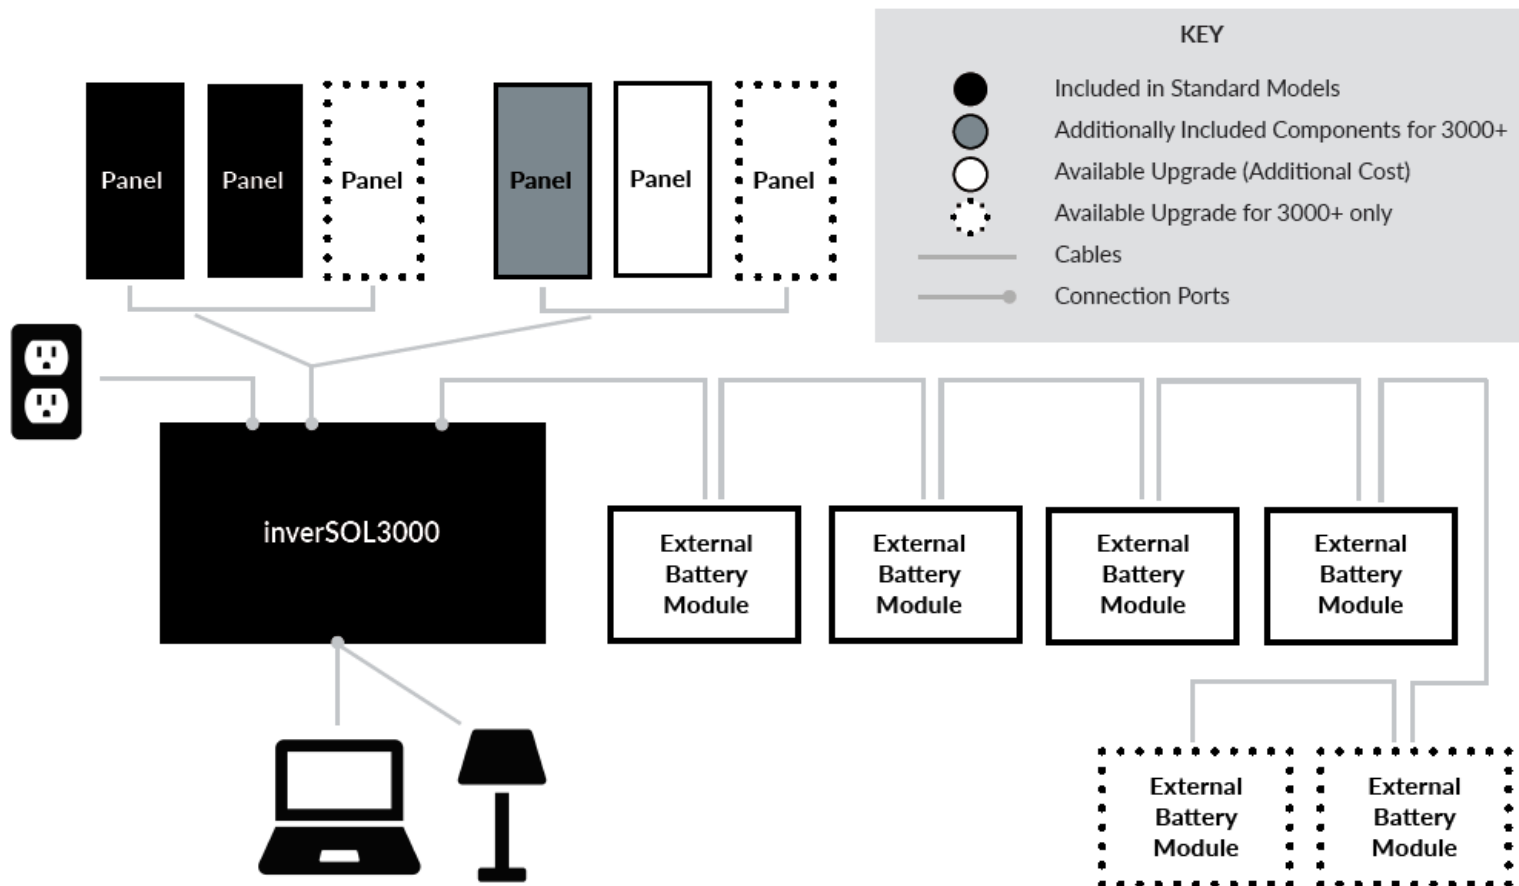 KEY
Included in Standard Models
Additionally Included Components for 3000+
Available Upgrade (Additional Cost)
Available Upgrade for 3000+ only
Cables
Connection Ports
Panel
Panel
Panel
Panel
Panel
Panel
inverSOL3000
External
Battery
Module
External
Battery
Module
External
Battery
Module
External
Battery
Module
External
Battery
Module
External
Battery
Module